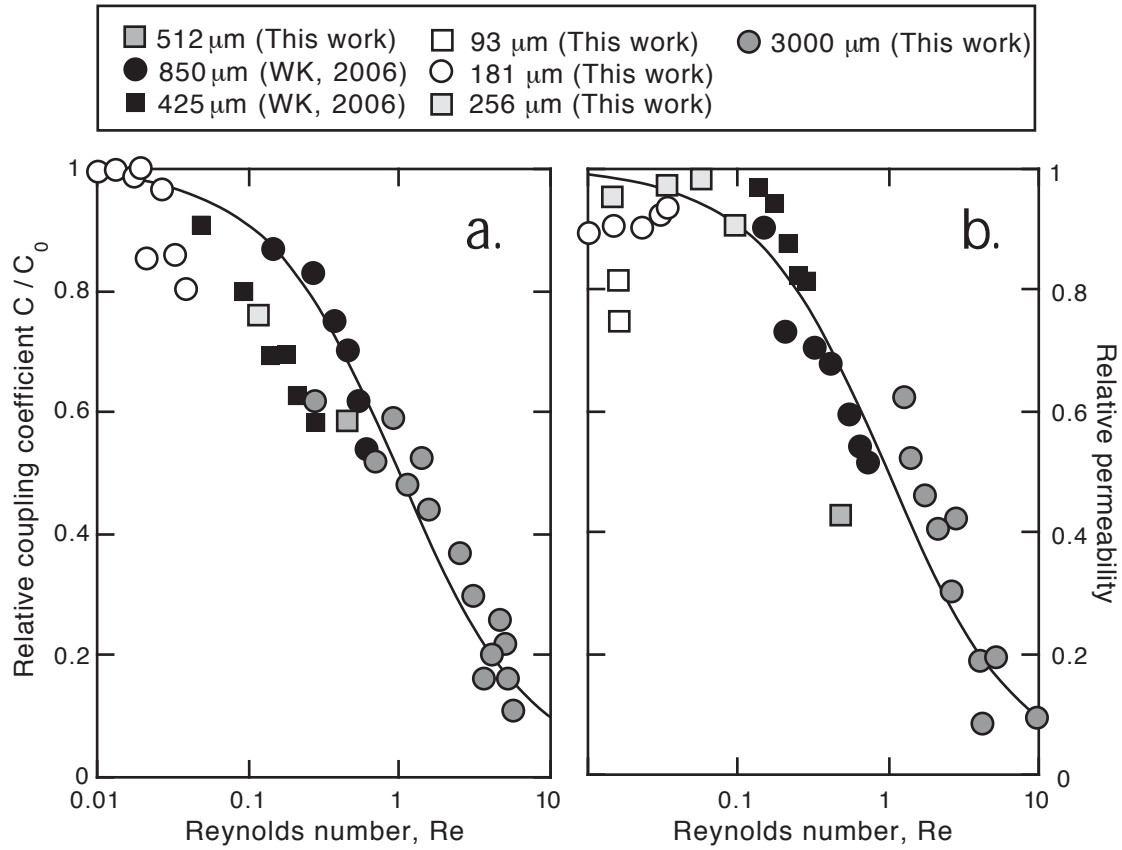 512 μm (This work) 93 μm (This work) 3000 μm (This work)
850 μm (WK, 2006) 181 μm (This work)
425 μm (WK, 2006) 256 μm (This work)
a.
1
0.8
0.6
0.4
0.2
0
0.01 0.1 1 10
Relative coupling coefficient C / C0
Reynolds number, Re
b.
1
0.8
0.6
0.4
0.2
0
0.1 1 10
Relative permeability
Reynolds number, Re